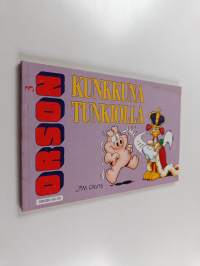 3
ORSON
KUNKKUNA
TUNKIOLLA
JIM DAVIS